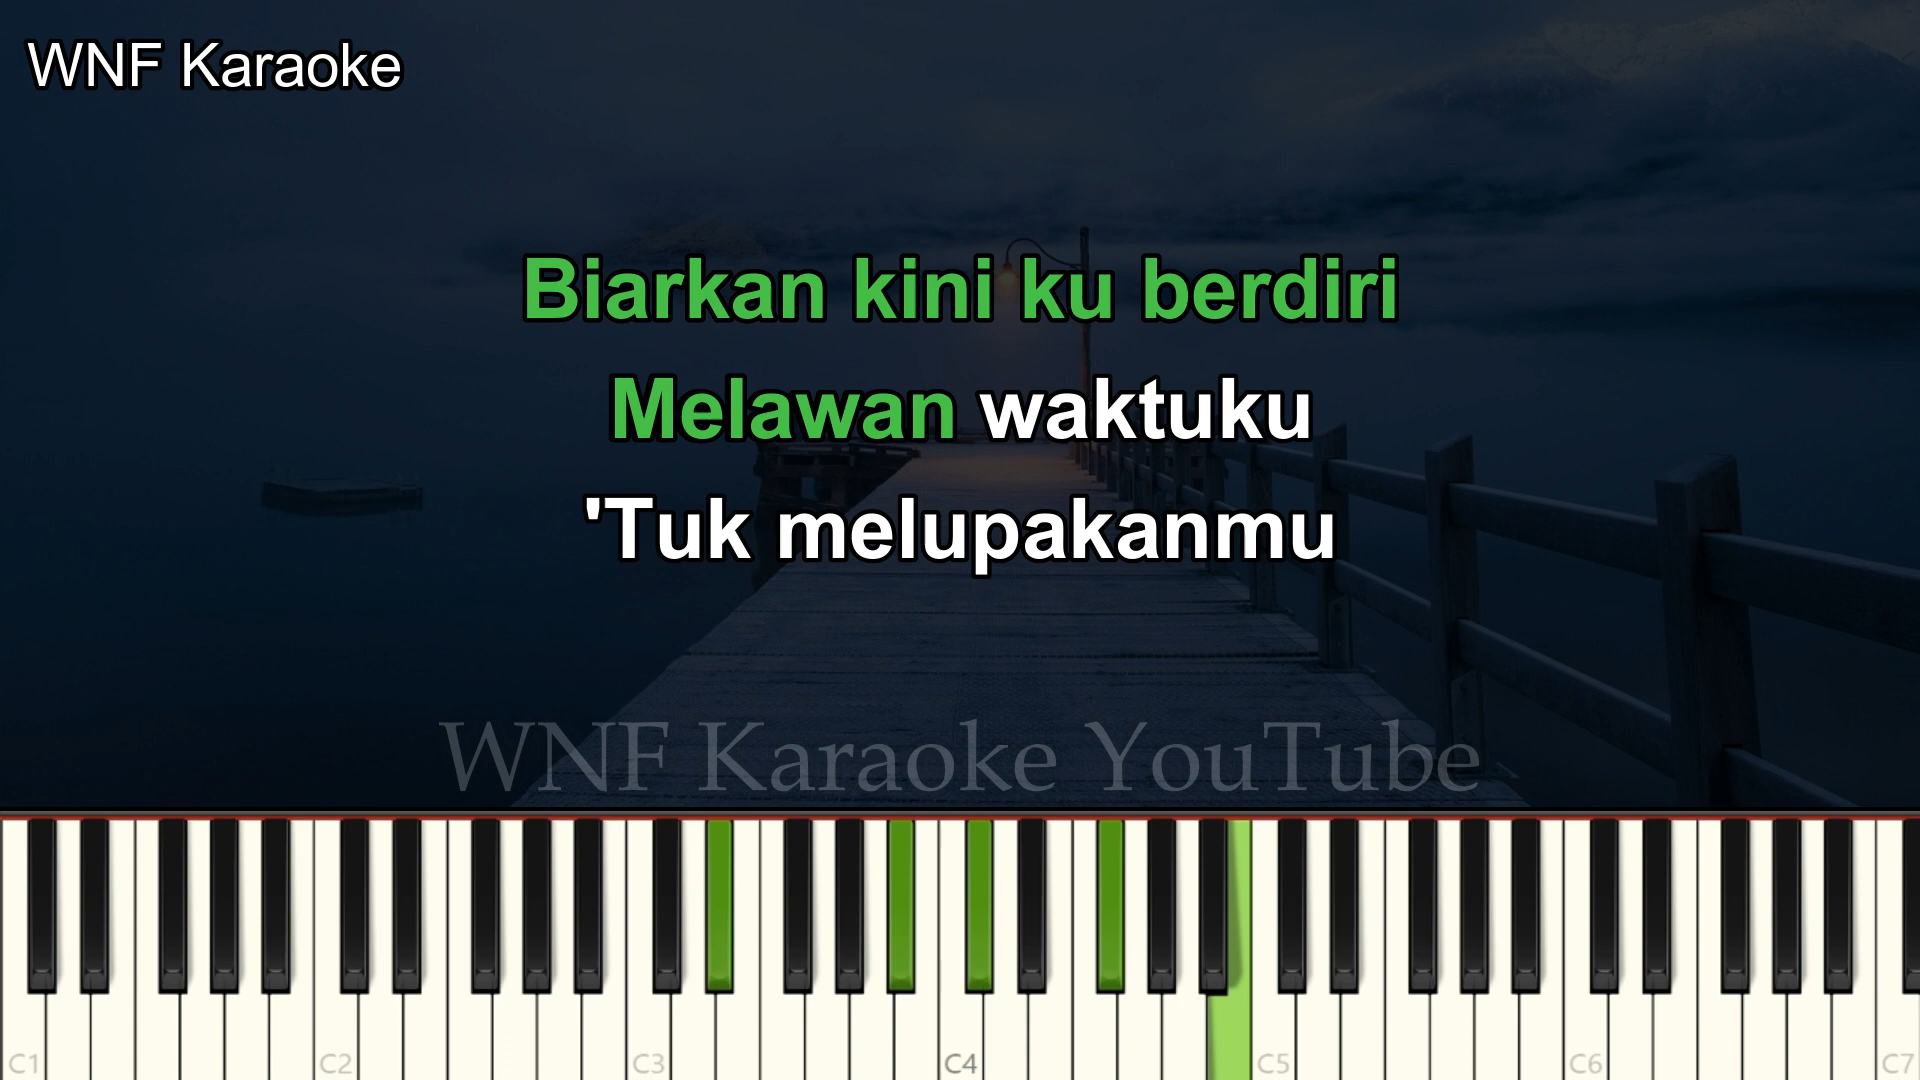 WNF Karaoke
Biarkan kini ku berdiri
Melawan waktuku
'Tuk melupakanmu
WNF Karaoke YouTube
C1 C2 C3 C4 C5 C6 C7